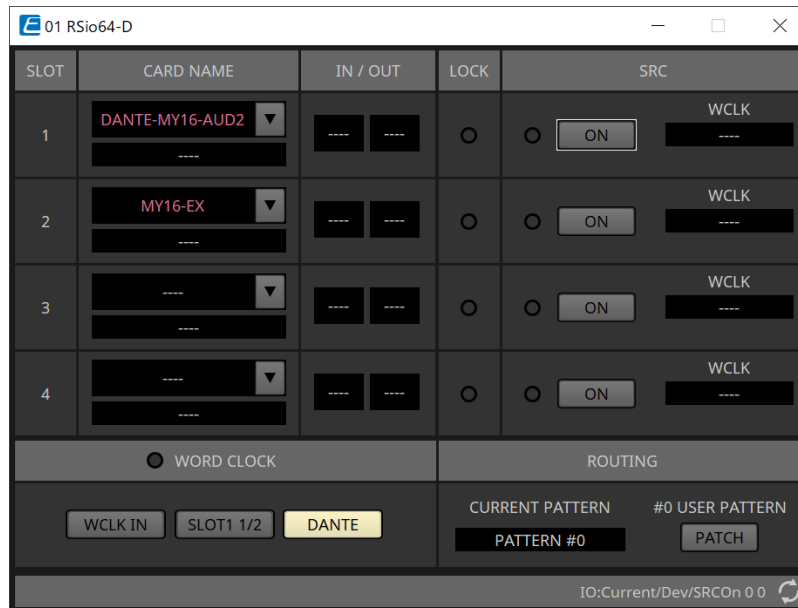 01 RSio64-D
SLOT CARD NAME IN / OUT LOCK SRC
1 DANTE-MY16-AUD2 ▼ ---- ---- ---- ON WCLK ----
2 MY16-EX ▼ ---- ---- ---- ON WCLK ----
3 ---- ▼ ---- ---- ---- ON WCLK ----
4 ---- ▼ ---- ---- ---- ON WCLK ----
WORD CLOCK ROUTING
CURRENT PATTERN #0 USER PATTERN
WCLK IN SLOT1 1/2 DANTE PATTERN #0 PATCH
IO:Current/Dev/SRCOn 0 0